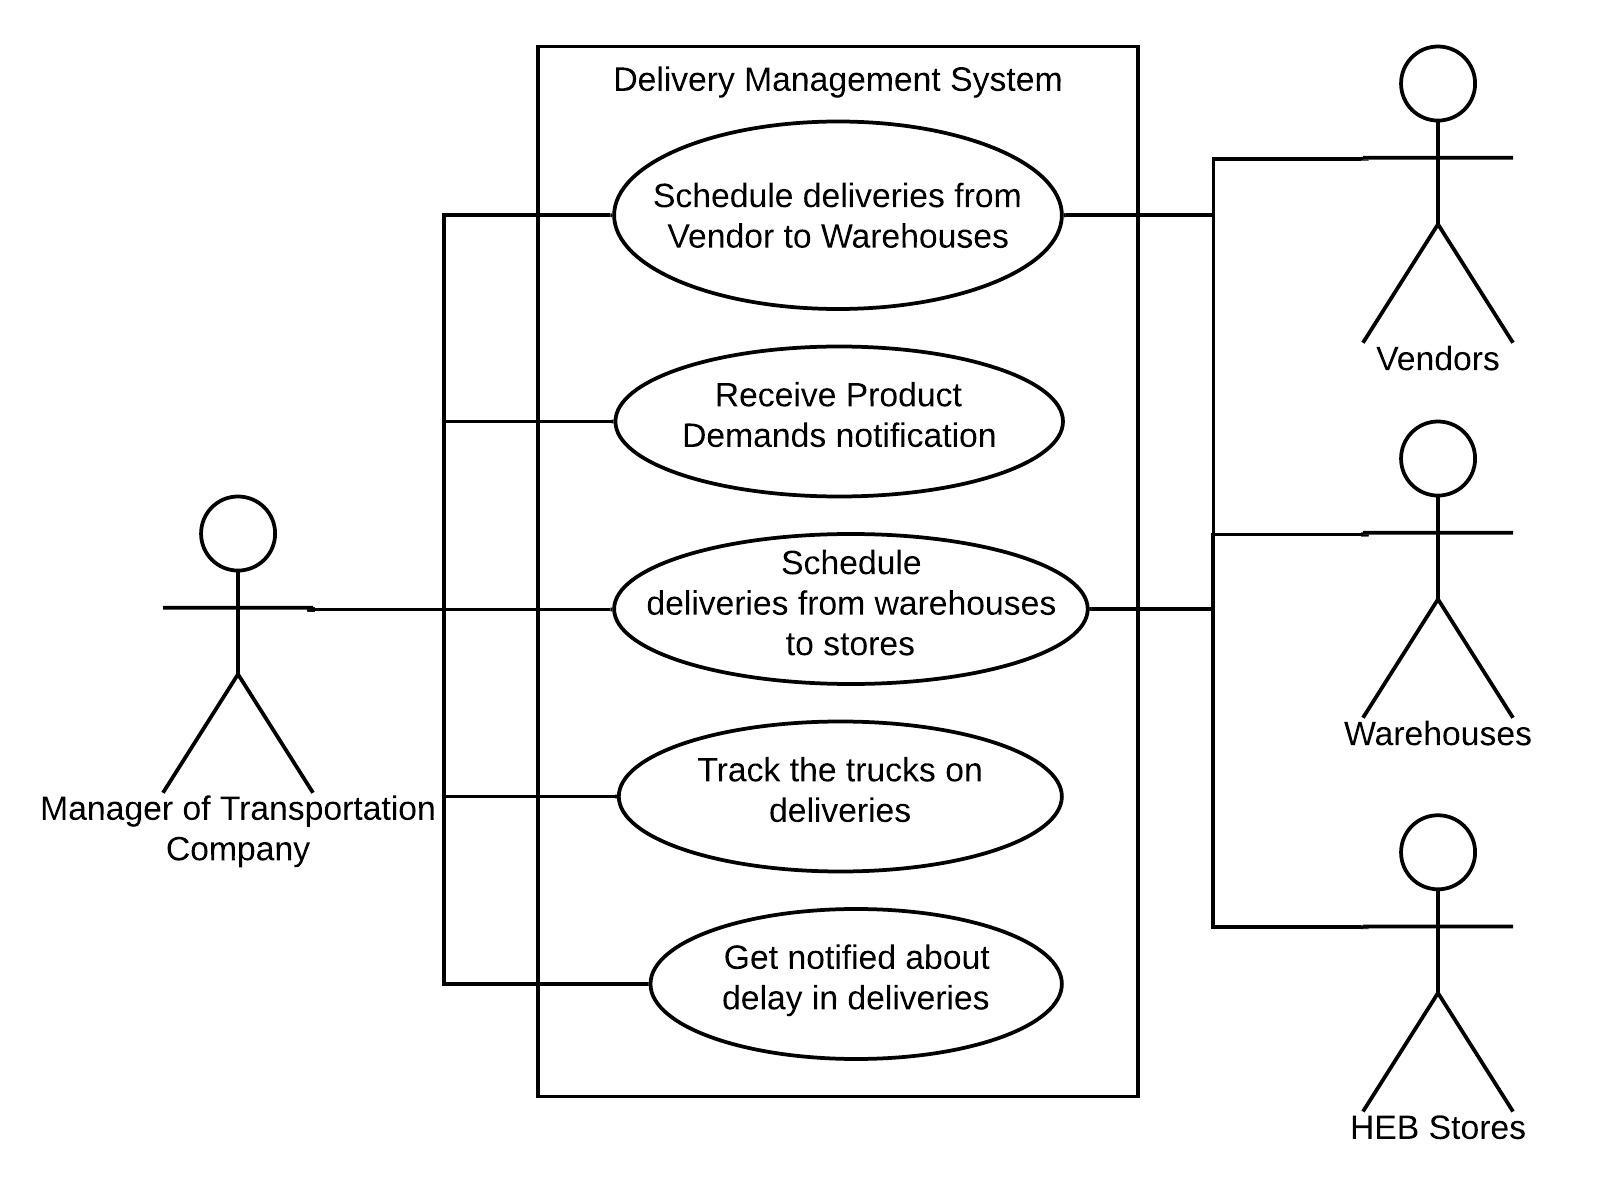 Delivery Management System
Schedule deliveries from
Vendor to Warehouses
Receive Product
Demands notification
Schedule
deliveries from warehouses
to stores
Track the trucks on
deliveries
Get notified about
delay in deliveries
Manager of Transportation
Company
Vendors
Warehouses
HEB Stores